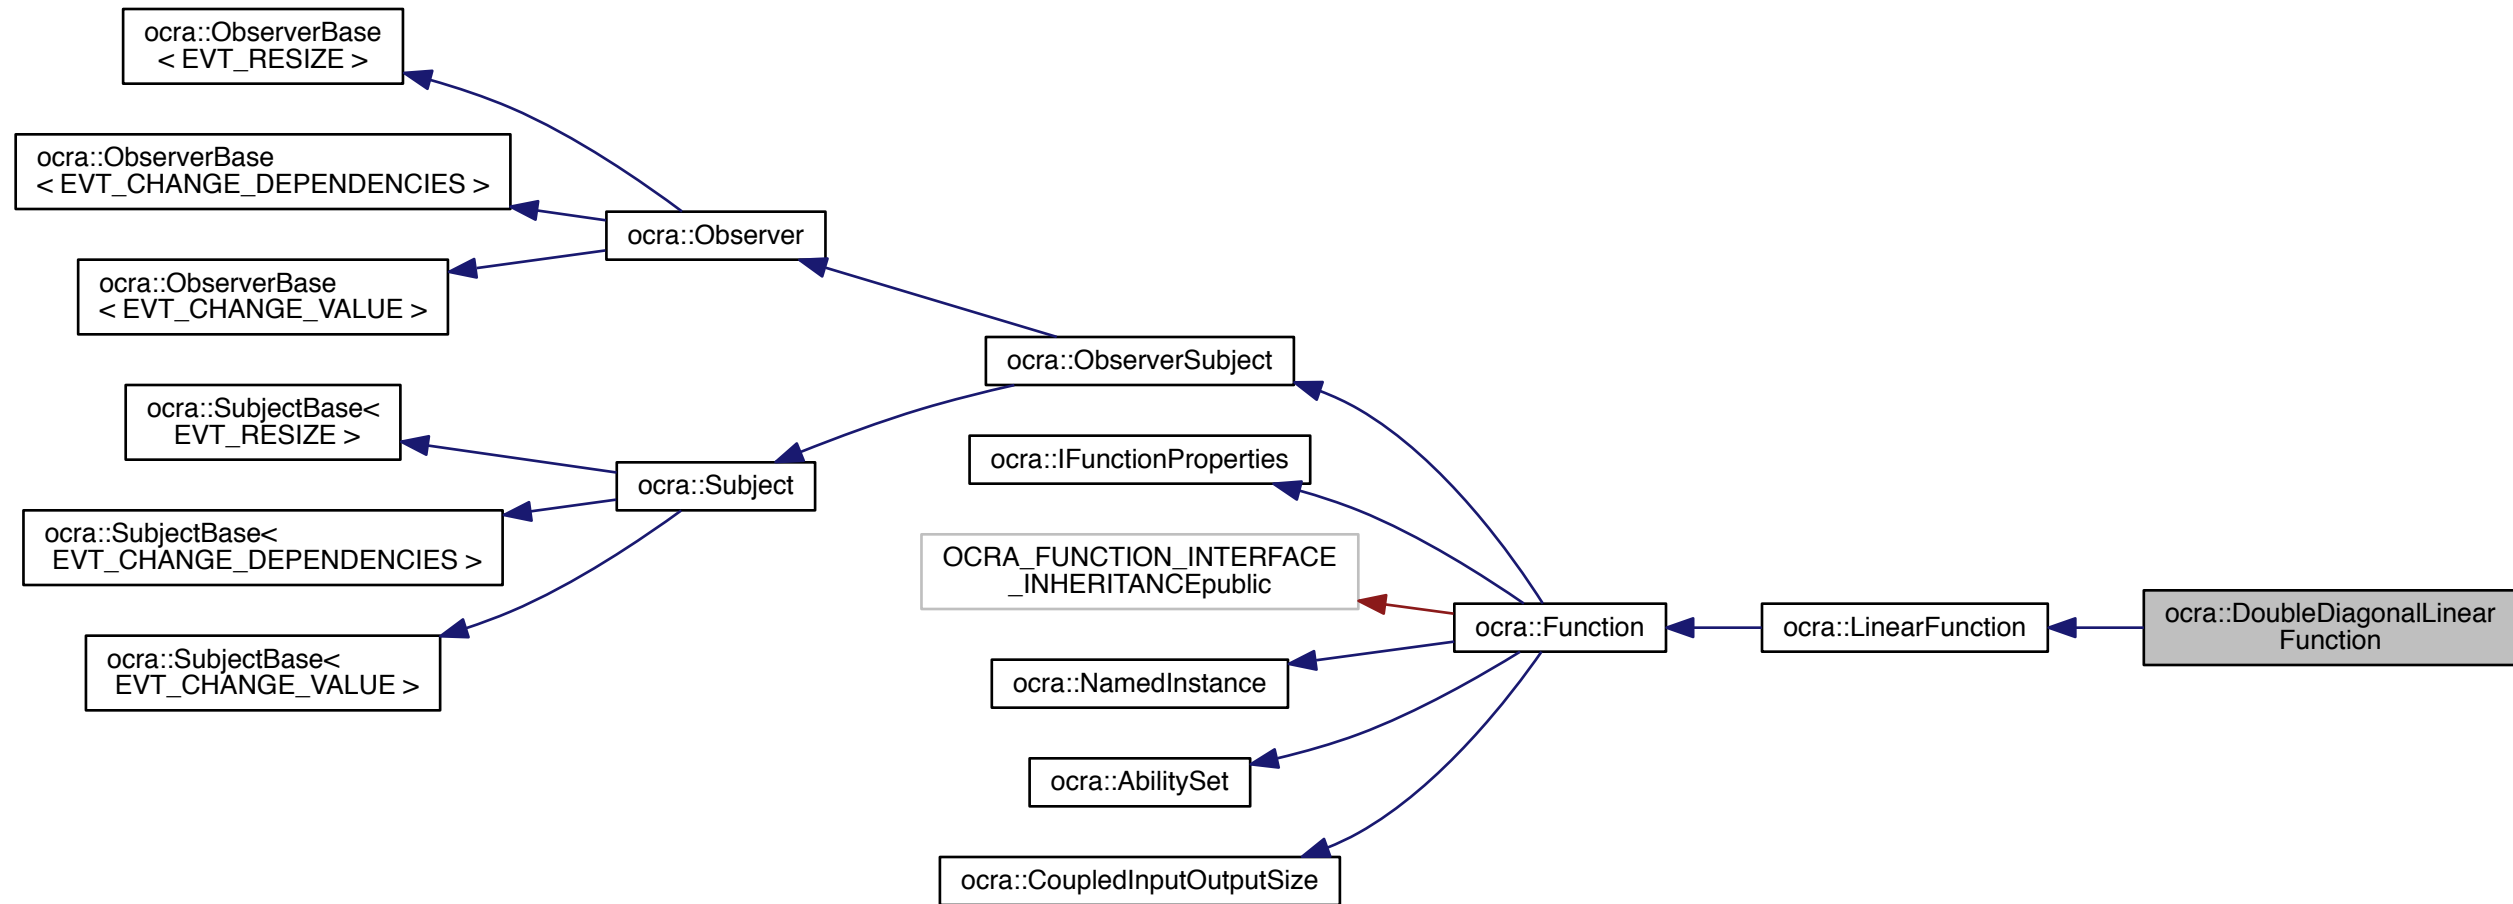 ocra::ObserverBase
< EVT_RESIZE >
ocra::ObserverBase
< EVT_CHANGE_DEPENDENCIES >
ocra::Observer
ocra::ObserverBase
< EVT_CHANGE_VALUE >
ocra::ObserverSubject
ocra::SubjectBase<
EVT_RESIZE >
ocra::IFunctionProperties
ocra::Subject
ocra::SubjectBase<
EVT_CHANGE_DEPENDENCIES >
OCRA_FUNCTION_INTERFACE
_INHERITANCEpublic
ocra::Function
ocra::LinearFunction
ocra::DoubleDiagonalLinear
Function
ocra::SubjectBase<
EVT_CHANGE_VALUE >
ocra::NamedInstance
ocra::AbilitySet
ocra::CoupledInputOutputSize